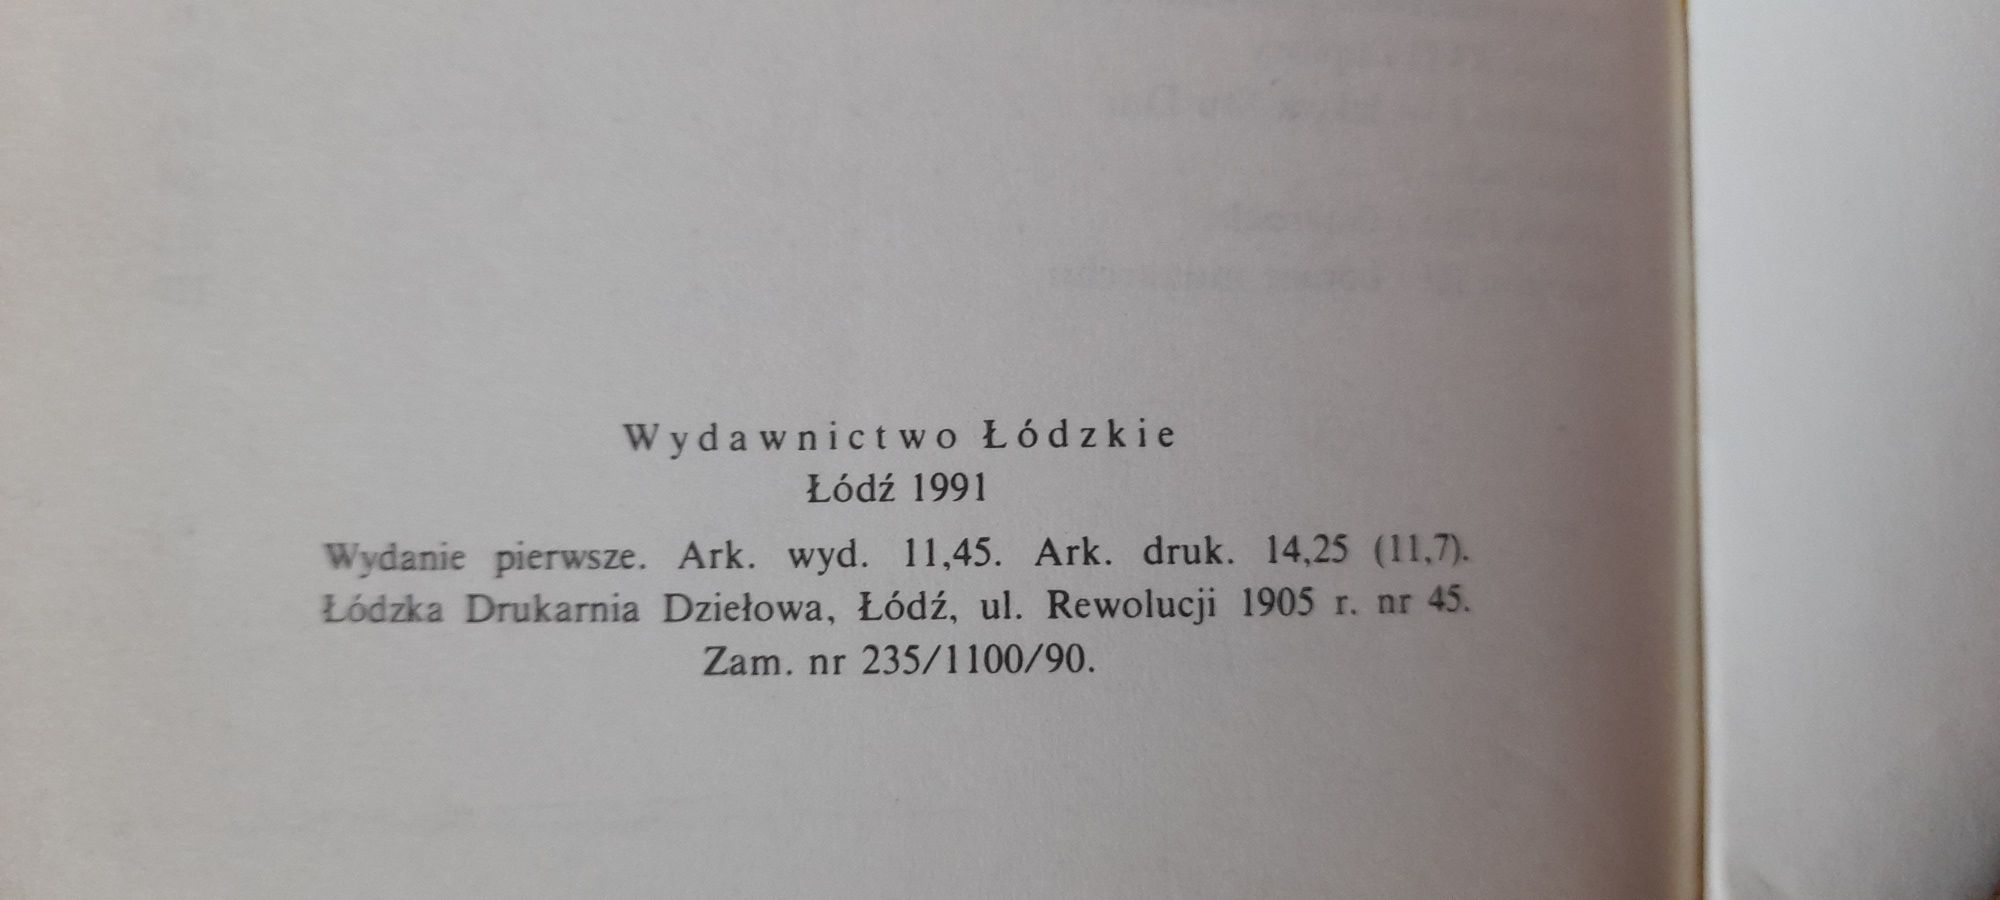 Wydawnictwo Łódzkie
Łódź 1991
Wydanie pierwsze. Ark. wyd. 11,45. Ark. druk. 14,25 (11,7).
Łódzka Drukarnia Dziełowa, Łódź, ul. Rewolucji 1905 r. nr 45.
Zam. nr 235/1100/90.